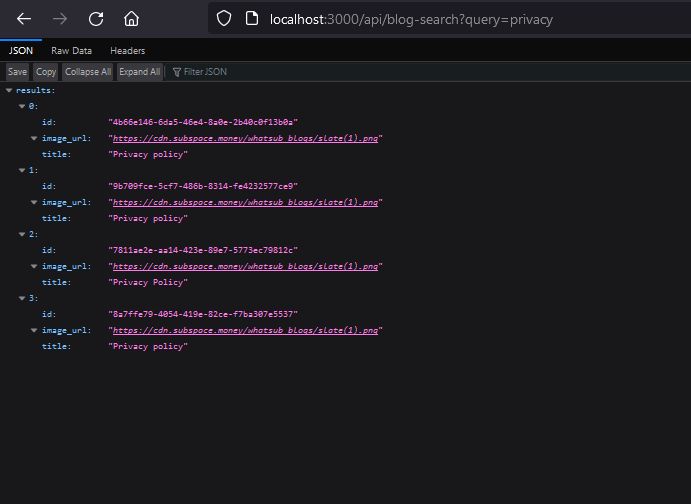 localhost:3000/api/blog-search?query=privacy
JSON Raw Data Headers
Save Copy Collapse All Expand All Filter JSON
results:
0:
id: "4b66e146-6da5-46e4-8a0e-2b40c0f13b0a"
image_url: "https://cdn.subspace.money/whatsub_blogs/slate(1).png"
title: "Privacy policy"
1:
id: "9b709fce-5cf7-486b-8314-fe4232577ce9"
image_url: "https://cdn.subspace.money/whatsub_blogs/slate(1).png"
title: "Privacy policy"
2:
id: "7811ae2e-aa14-423e-89e7-5773ec79812c"
image_url: "https://cdn.subspace.money/whatsub_blogs/slate(1).png"
title: "Privacy Policy"
3:
id: "8a7ffe79-4054-419e-82ce-f7ba307e5537"
image_url: "https://cdn.subspace.money/whatsub_blogs/slate(1).png"
title: "Privacy policy"